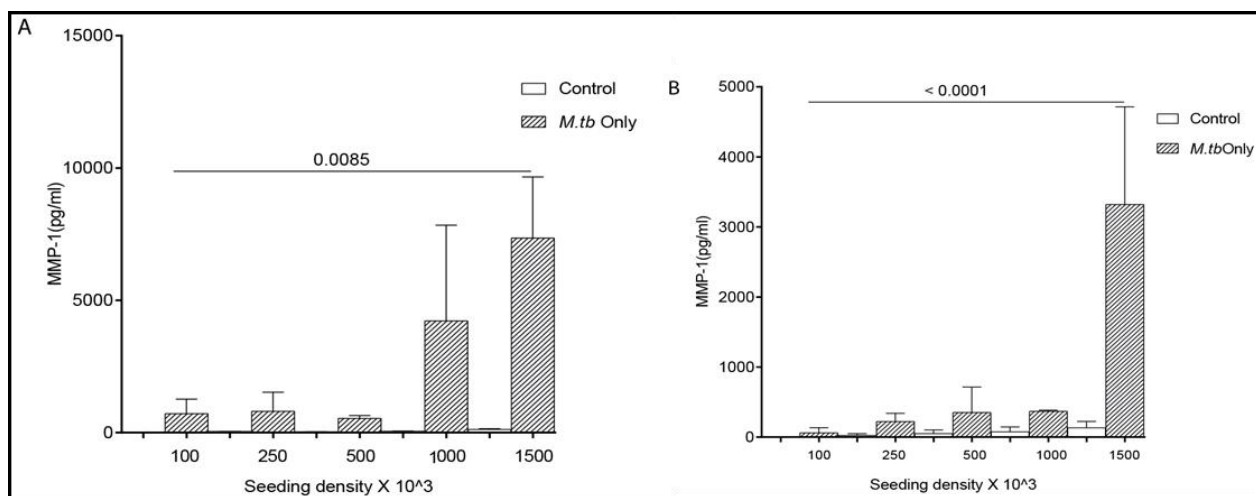 A
15000
10000
5000
0
MMP-1(pg/ml)
Control
M.tb Only
0.0085
100 250 500 1000 1500
Seeding density X 10^3
B
5000
4000
3000
2000
1000
0
MMP-1(pg/ml)
< 0.0001
Control
M.tbOnly
100 250 500 1000 1500
Seeding density X 10^3